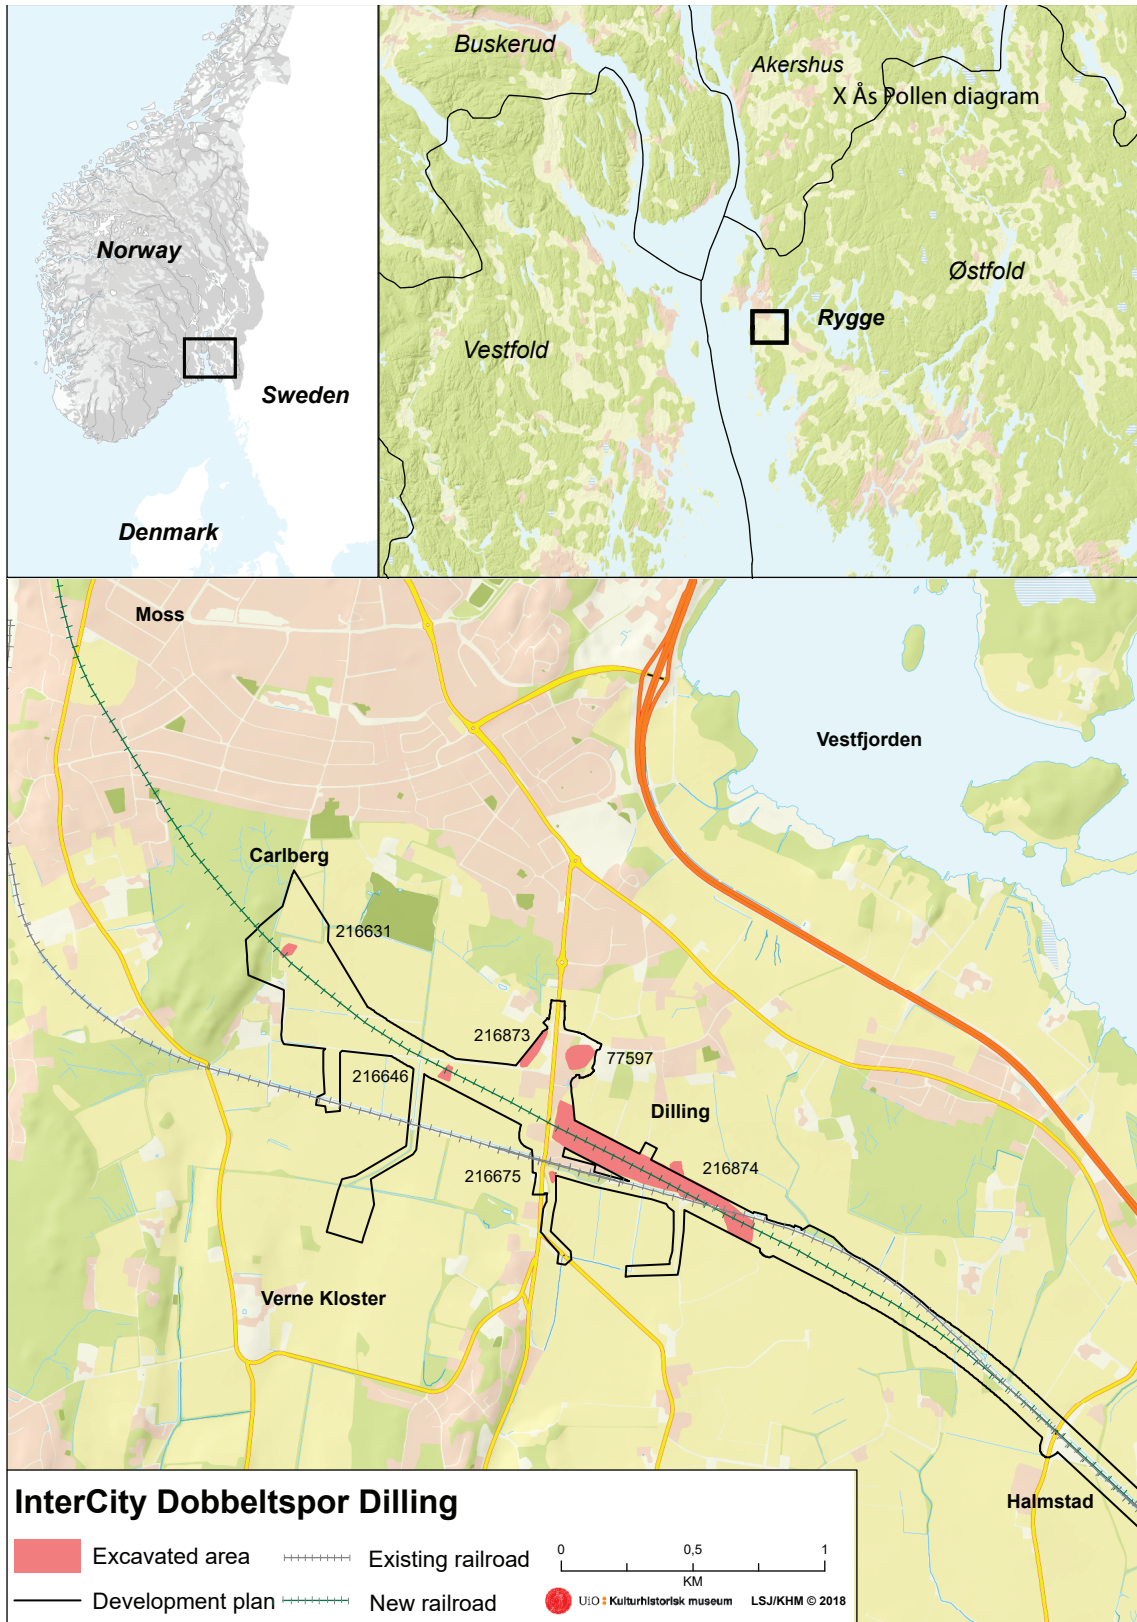 Norway
Sweden
Denmark
Buskerud
Akershus
X Ås Pollen diagram
Østfold
Rygge
Vestfold
Moss
Vestfjorden
Carlberg
216631
216873
77597
216646
Dilling
216675
216874
Verne Kloster
Halmstad
InterCity Dobbeltspor Dilling
Excavated area
Existing railroad
Development plan
New railroad
0 0,5 1
KM
UiO Kulturhistorisk museum LSJ/KHM © 2018